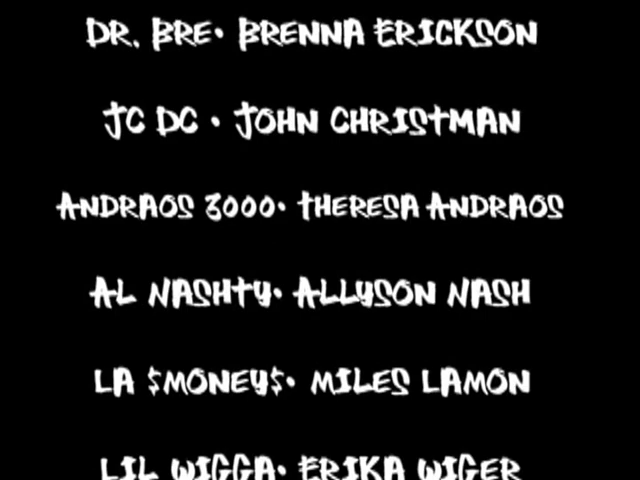 DR. BRE• BRENNA ERICKSON
JC DC • JOHN CHRISTMAN
ANDRAOS 3000• THERESA ANDRAOS
AL NASHTY• ALLYSON NASH
LA $MONEY$• MILES LAMON
LIL WIGGA• ERIKA WIGER